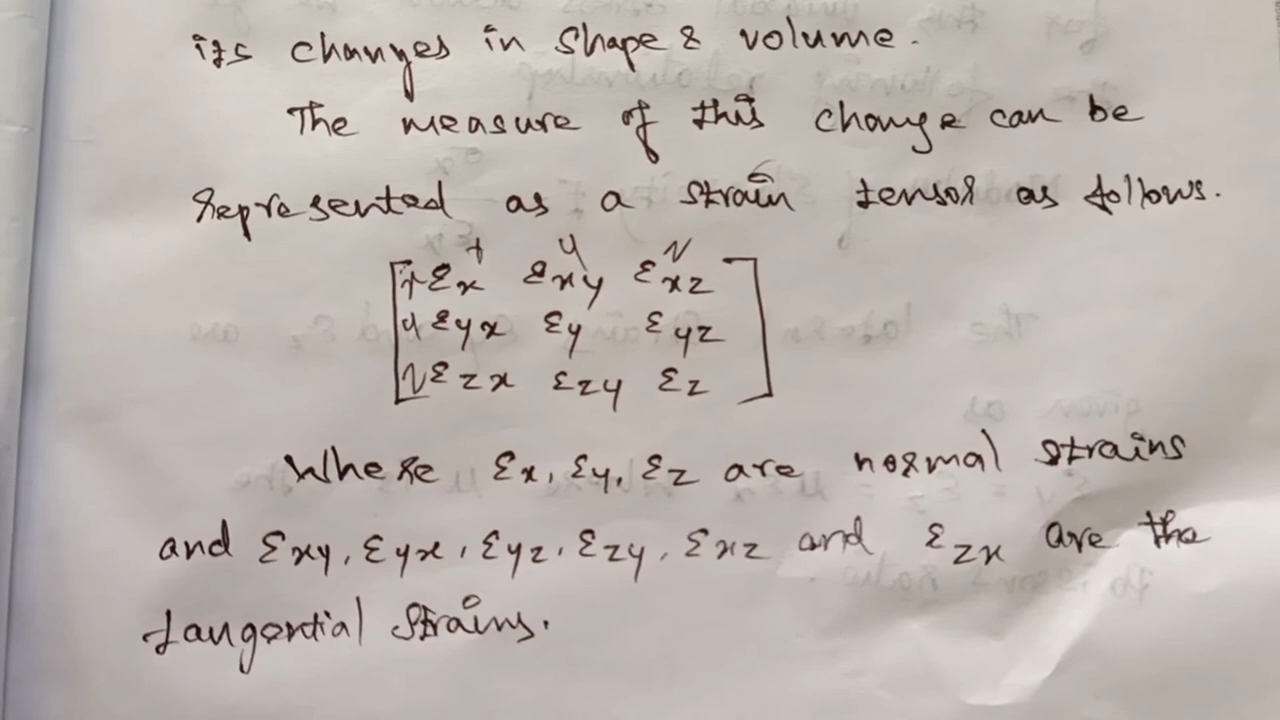 its changes in shape & volume.
The measure of this change can be
represented as a strain tensor as follows.
x y z
x εx εxy εxz
y εyx εy εyz
z εzx εzy εz
Where εx, εy, εz are normal strains
and εxy, εyx, εyz, εzy, εxz and εzx are the
tangential strains.